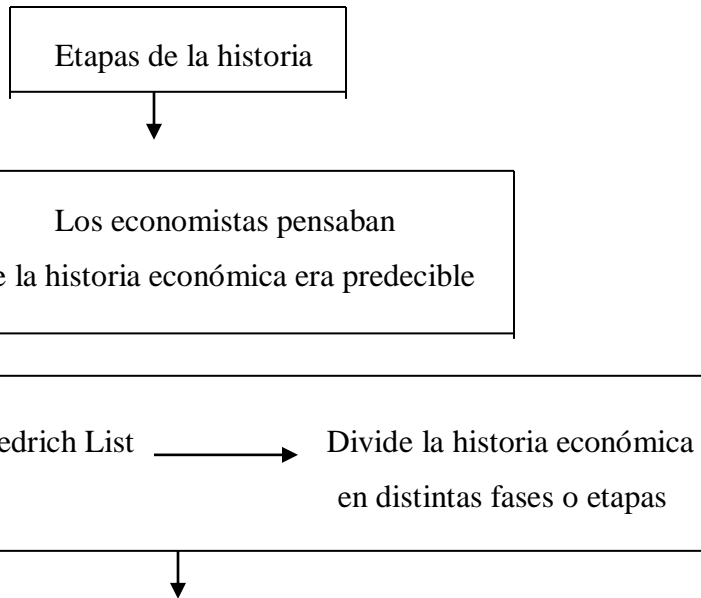 Etapas de la historia
Los economistas pensaban
e la historia económica era predecible
edrich List
Divide la historia económica
en distintas fases o etapas